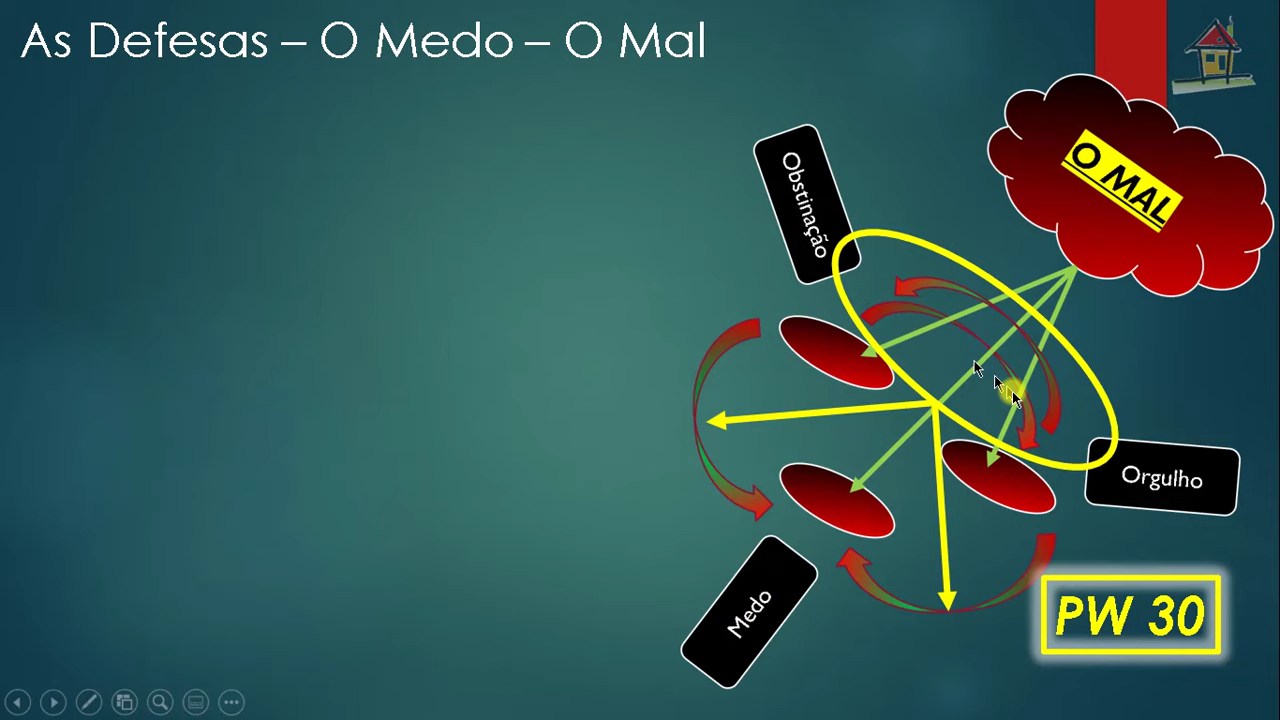 As Defesas – O Medo – O Mal
O MAL
Obstinação
Orgulho
Medo
PW 30